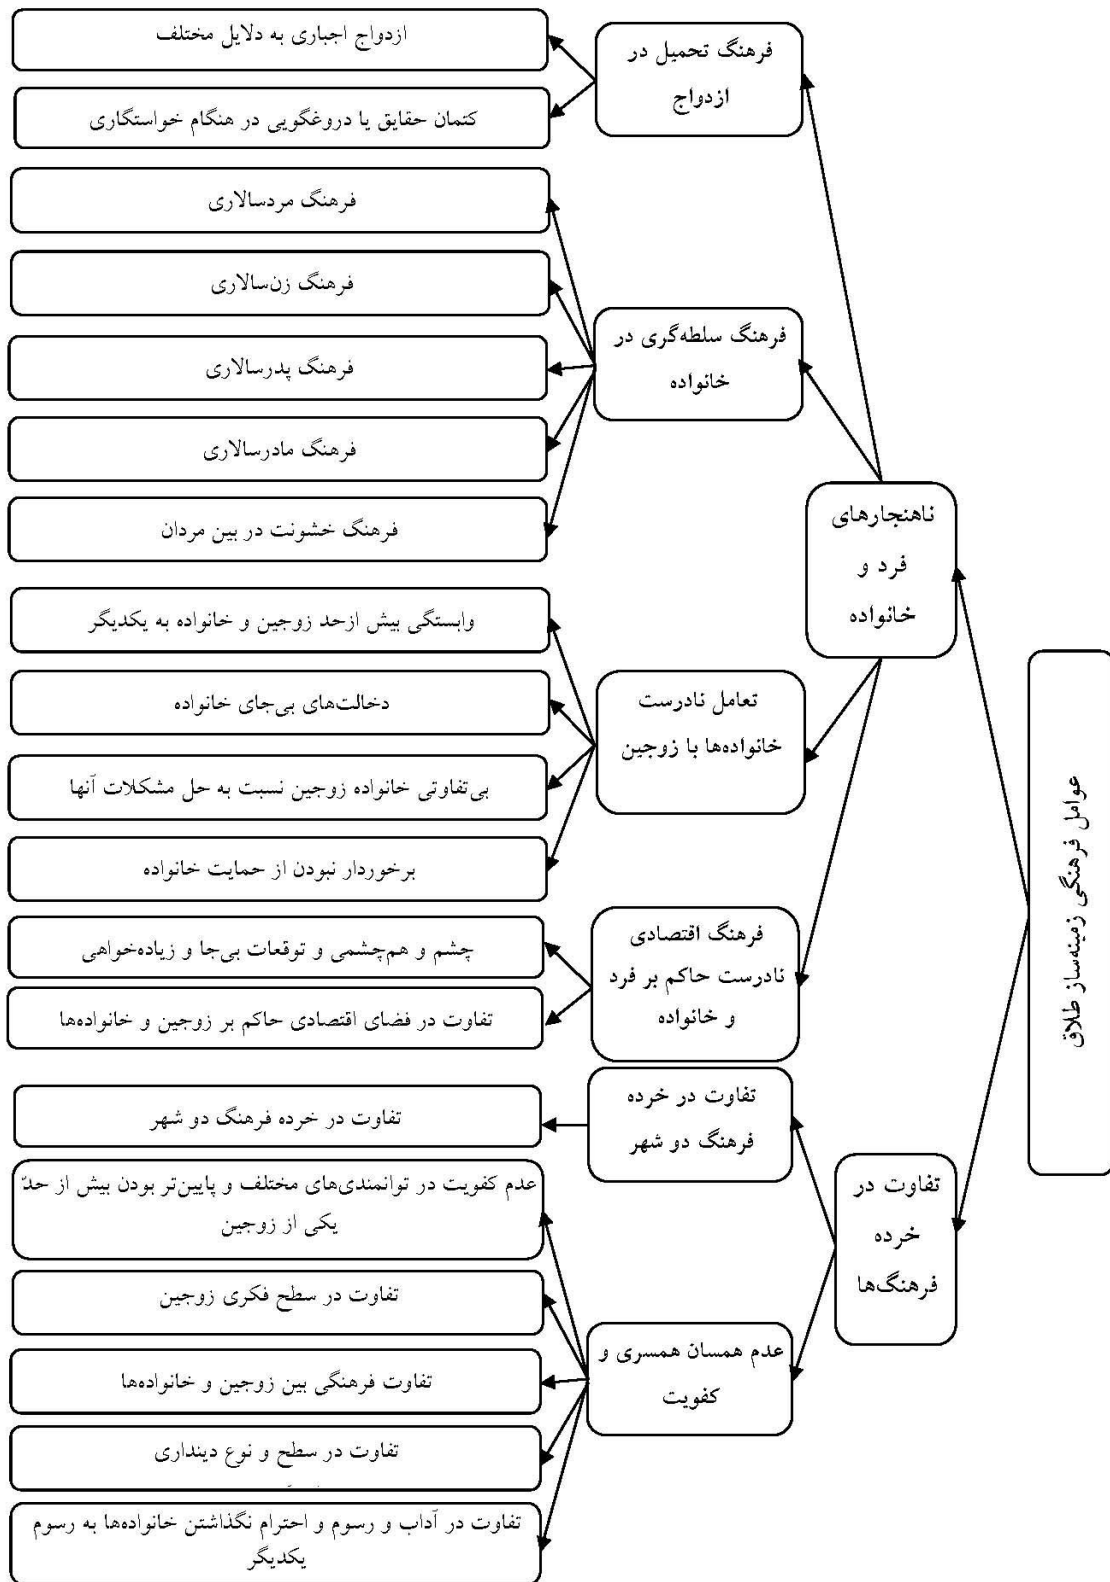 عوامل فرهنگی زمینه‌ساز طلاق
ناهنجارهای
فرد و
خانواده
فرهنگ تحمیل در
ازدواج
ازدواج اجباری به دلایل مختلف
کتمان حقایق یا دروغگویی در هنگام خواستگاری
فرهنگ سلطه‌گری در
خانواده
فرهنگ مردسالاری
فرهنگ زن‌سالاری
فرهنگ پدرسالاری
فرهنگ مادرسالاری
فرهنگ خشونت در بین مردان
تعامل نادرست
خانواده‌ها با زوجین
وابستگی بیش ازحد زوجین و خانواده به یکدیگر
دخالت‌های بی‌جای خانواده
بی‌تفاوتی خانواده زوجین نسبت به حل مشکلات آنها
برخوردار نبودن از حمایت خانواده
فرهنگ اقتصادی
نادرست حاکم بر فرد
و خانواده
چشم و هم‌چشمی و توقعات بی‌جا و زیاده‌خواهی
تفاوت در فضای اقتصادی حاکم بر زوجین و خانواده‌ها
تفاوت در
خرده
فرهنگ‌ها
تفاوت در خرده
فرهنگ دو شهر
تفاوت در خرده فرهنگ دو شهر
عدم همسان همسری و
کفویت
عدم کفویت در توانمندی‌های مختلف و پایین‌تر بودن بیش از حدّ
یکی از زوجین
تفاوت در سطح فکری زوجین
تفاوت فرهنگی بین زوجین و خانواده‌ها
تفاوت در سطح و نوع دینداری
تفاوت در آداب و رسوم و احترام نگذاشتن خانواده‌ها به رسوم
یکدیگر